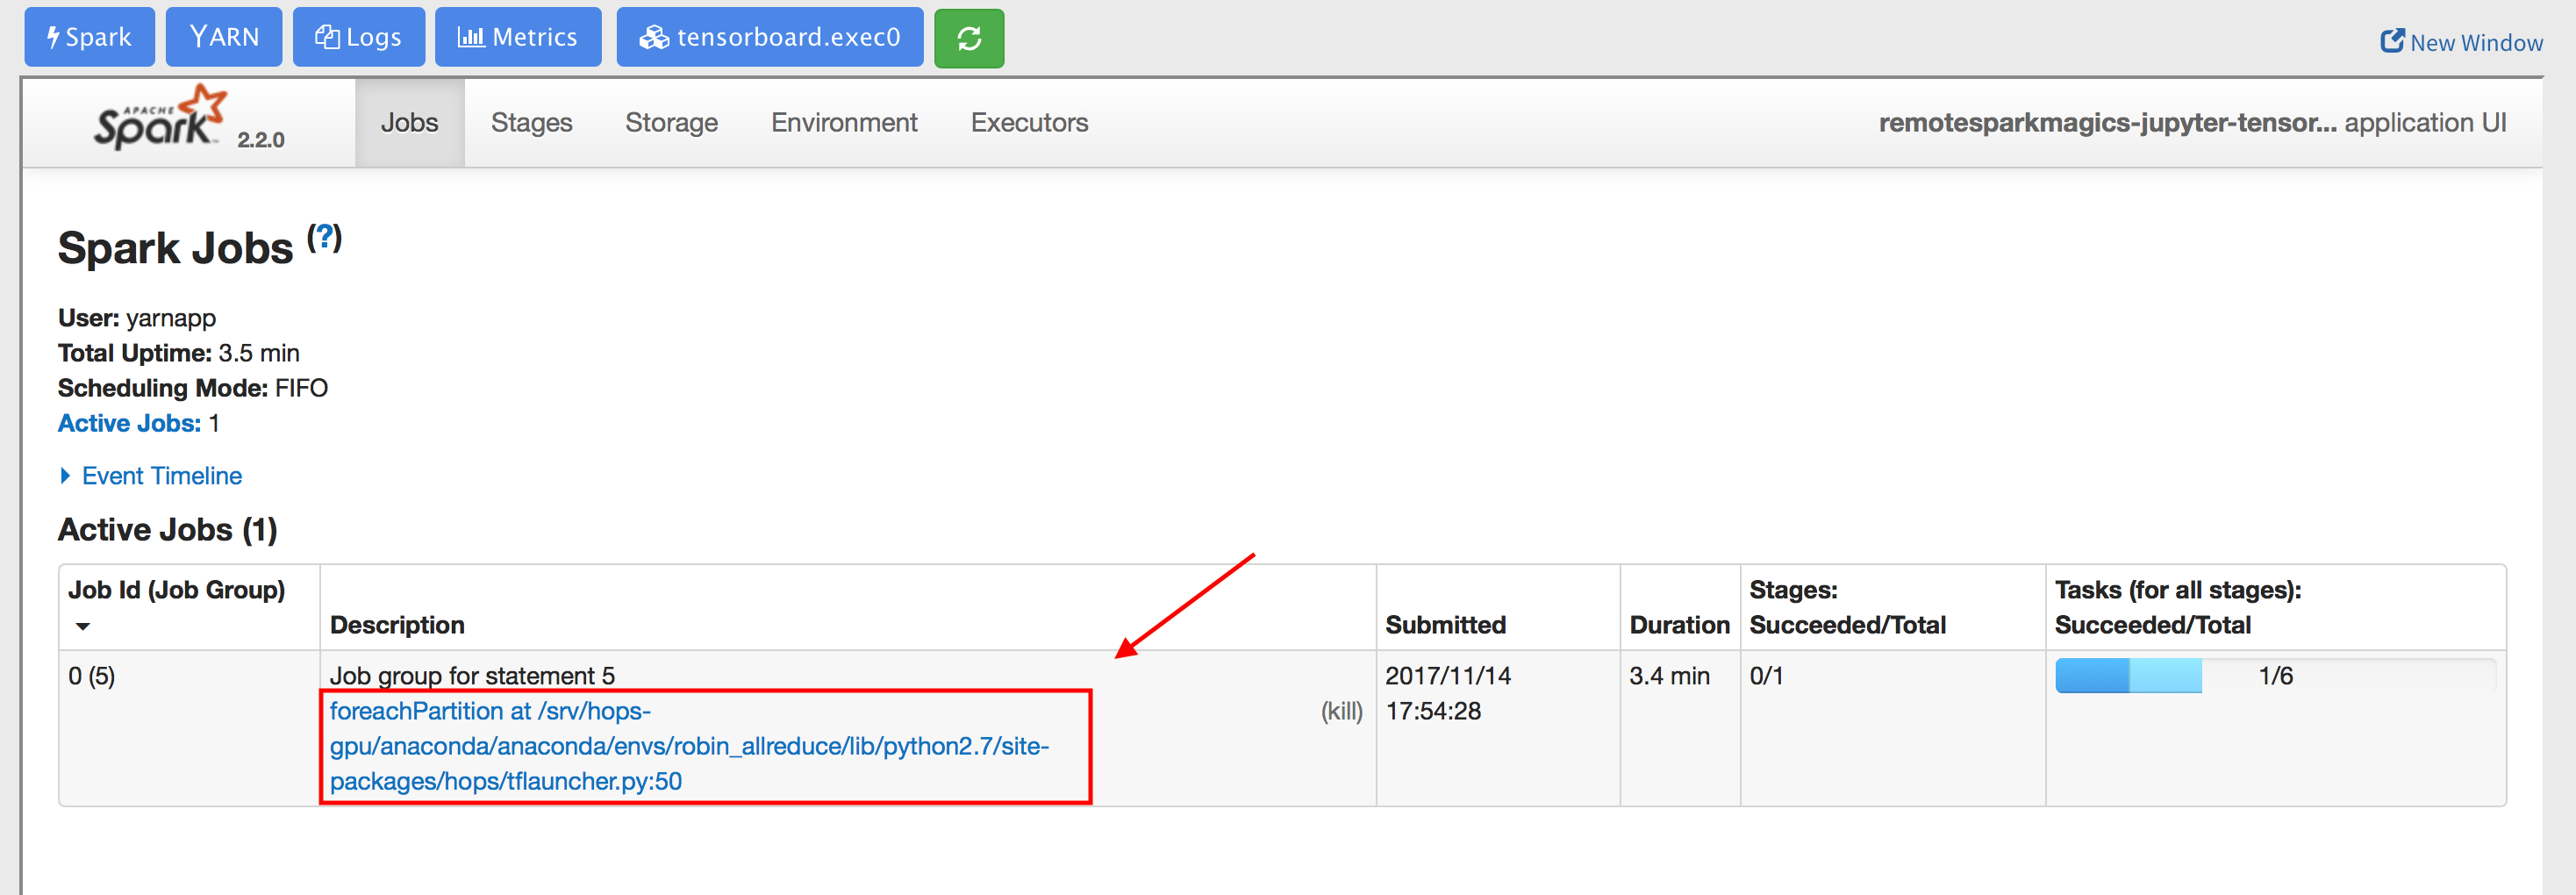 Spark YARN Logs Metrics tensorboard.exec0 New Window
APACHE Spark 2.2.0 Jobs Stages Storage Environment Executors remotesparkmagics-jupyter-tensor... application UI
Spark Jobs (?)
User: yarnapp
Total Uptime: 3.5 min
Scheduling Mode: FIFO
Active Jobs: 1
Event Timeline
Active Jobs (1)
Job Id (Job Group) Description Submitted Duration Stages: Succeeded/Total Tasks (for all stages): Succeeded/Total
0 (5) Job group for statement 5 2017/11/14 3.4 min 0/1 1/6
foreachPartition at /srv/hops- (kill) 17:54:28
gpu/anaconda/anaconda/envs/robin_allreduce/lib/python2.7/site-
packages/hops/tflauncher.py:50